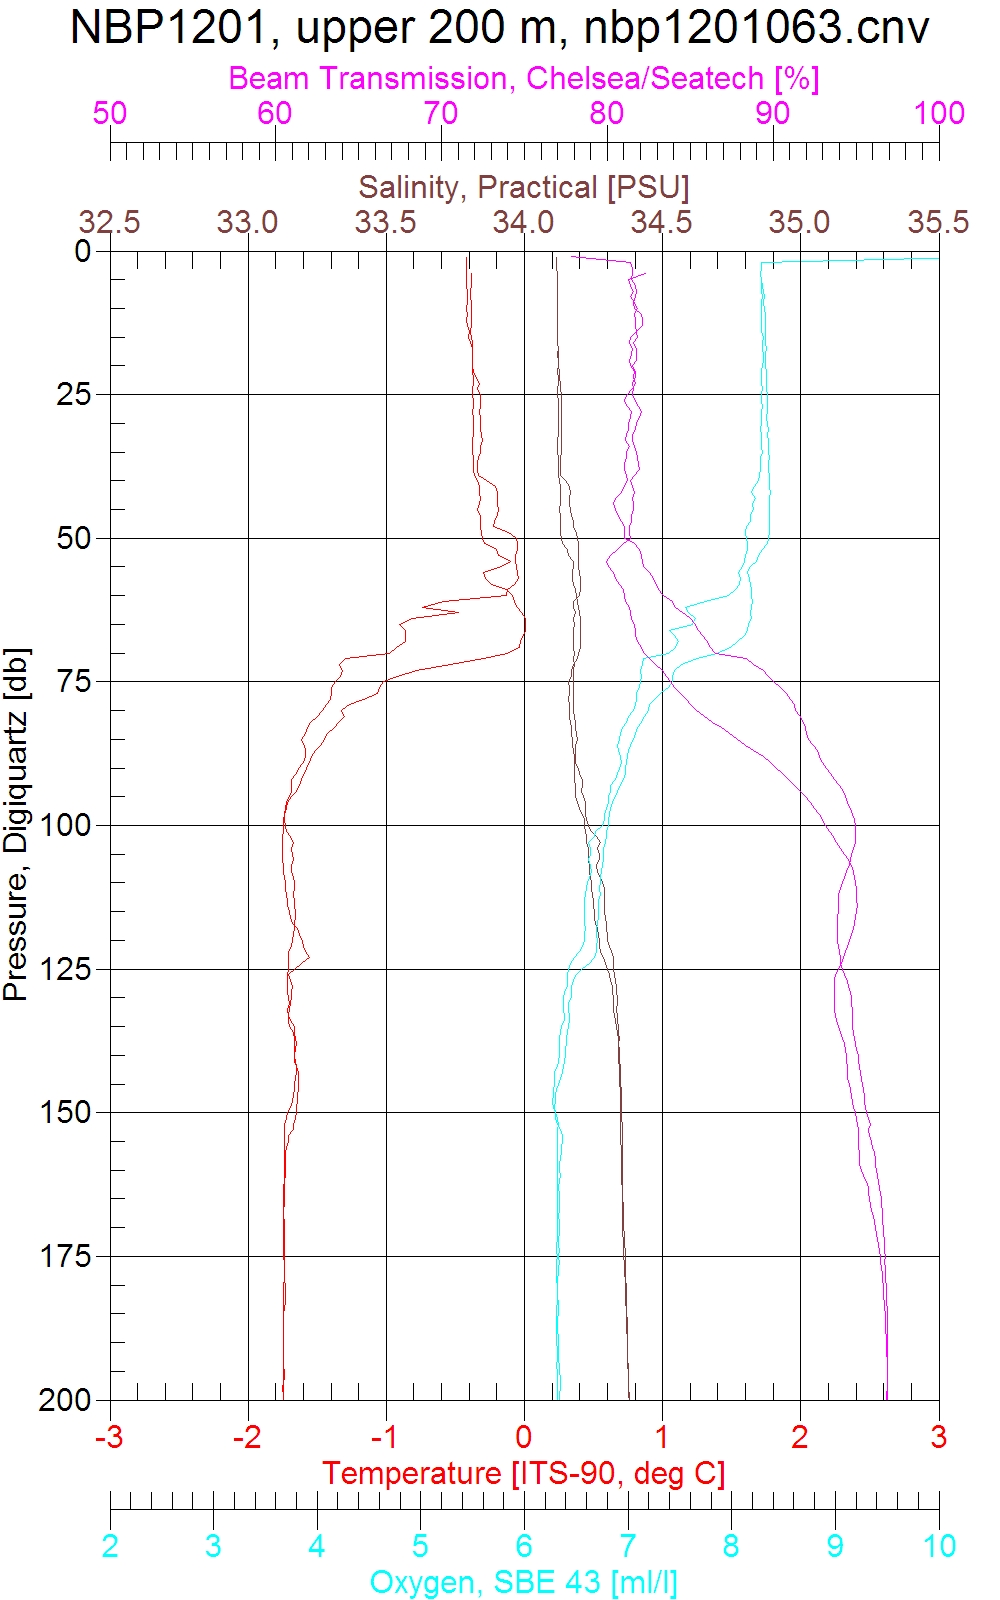 NBP1201, upper 200 m, nbp1201063.cnv
Beam Transmission, Chelsea/Seatech [%]
50 60 70 80 90 100
Salinity, Practical [PSU]
32.5 33.0 33.5 34.0 34.5 35.0 35.5
0
25
50
75
100
125
150
175
200
Pressure, Digiquartz [db]
-3 -2 -1 0 1 2 3
Temperature [ITS-90, deg C]
2 3 4 5 6 7 8 9 10
Oxygen, SBE 43 [ml/l]